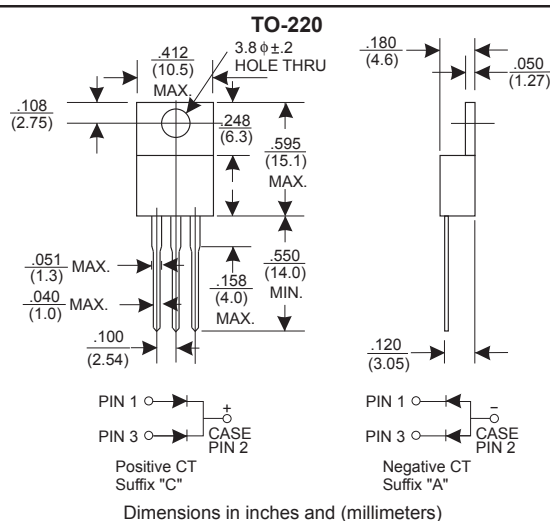 TO-220
.412
(10.5)
MAX.
3.8 ϕ±.2
HOLE THRU
.180
(4.6)
.050
(1.27)
.108
(2.75)
.248
(6.3)
.595
(15.1)
MAX.
.051
(1.3) MAX.
.040
(1.0) MAX.
.158
(4.0)
MAX.
.550
(14.0)
MIN.
.100
(2.54)
.120
(3.05)
PIN 1
+
PIN 3
CASE
PIN 2
Positive CT
Suffix "C"
PIN 1
−
PIN 3
CASE
PIN 2
Negative CT
Suffix "A"
Dimensions in inches and (millimeters)